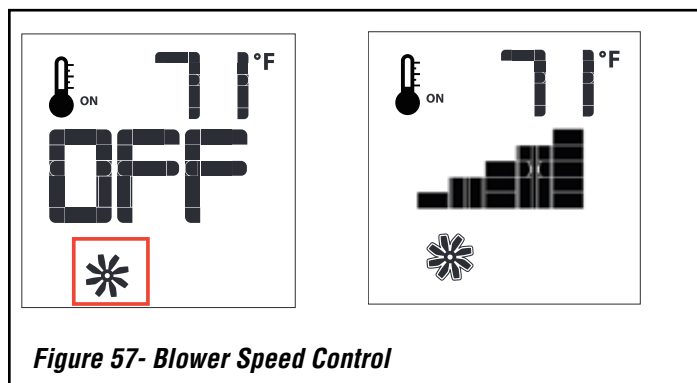 71 °F
ON
OFF
71 °F
ON
Figure 57- Blower Speed Control